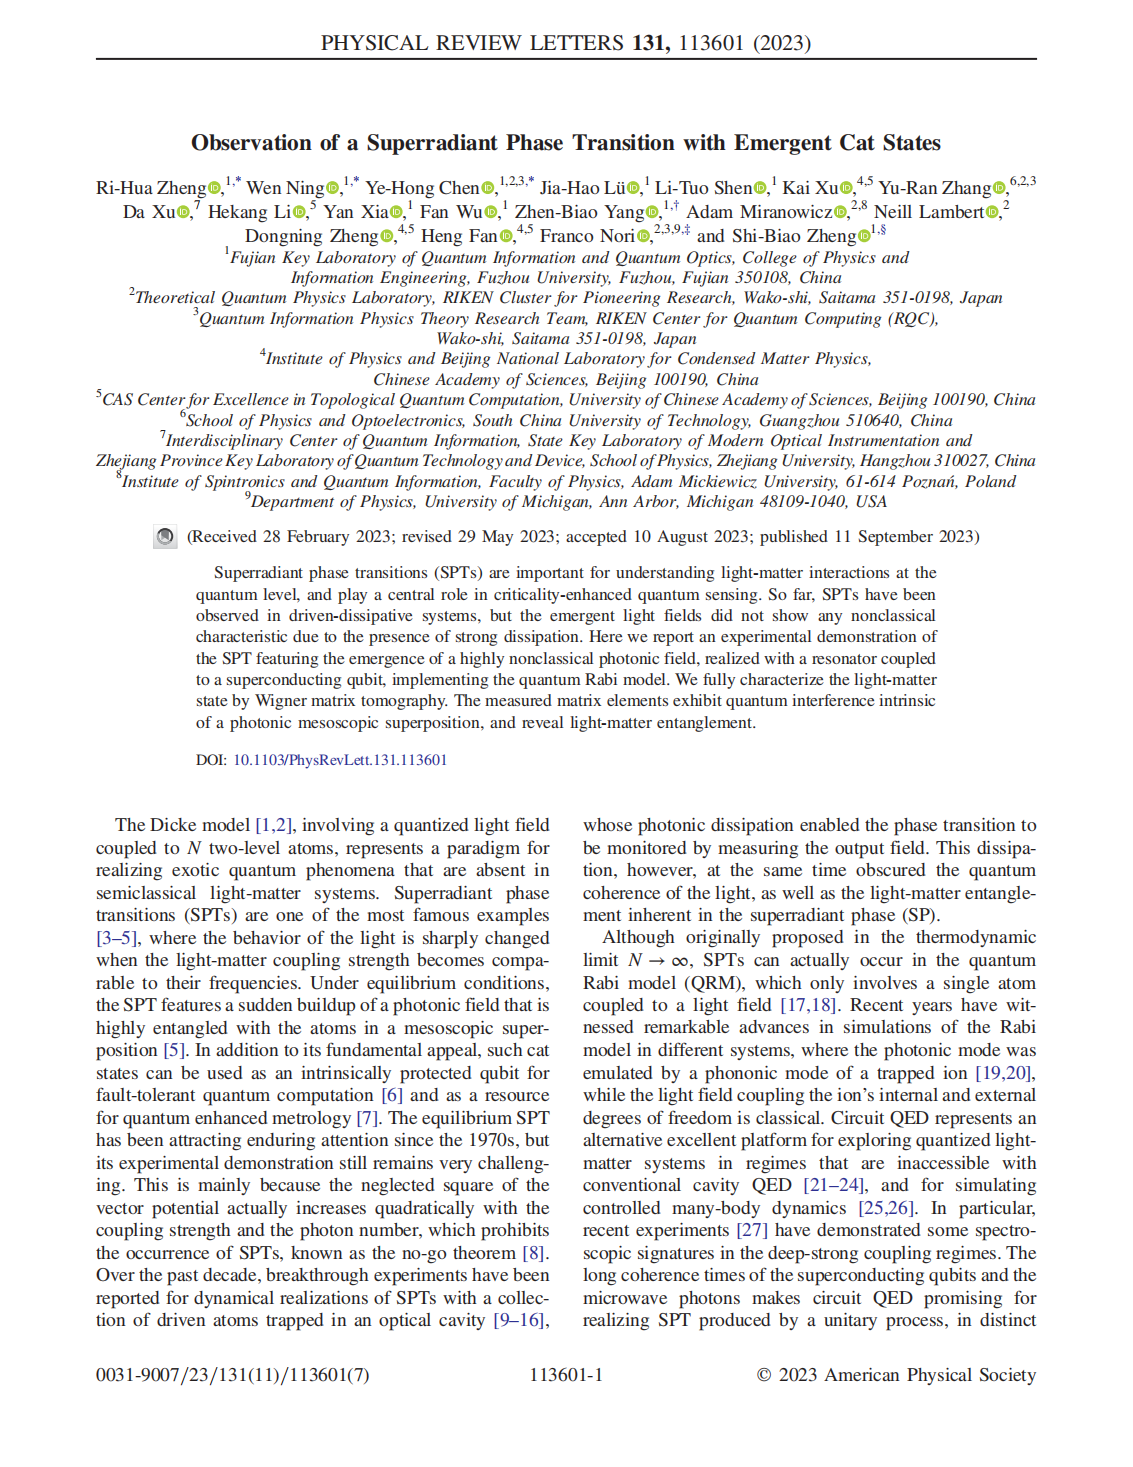 PHYSICAL REVIEW LETTERS 131, 113601 (2023)
Observation of a Superradiant Phase Transition with Emergent Cat States
Ri-Hua Zheng,1,* Wen Ning,1,* Ye-Hong Chen,1,2,3,* Jia-Hao Lü,1 Li-Tuo Shen,1 Kai Xu,4,5 Yu-Ran Zhang,6,2,3
Da Xu,7 Hekang Li,5 Yan Xia,1 Fan Wu,1 Zhen-Biao Yang,1,† Adam Miranowicz,2,8 Neill Lambert,2
Dongning Zheng,4,5 Heng Fan,4,5 Franco Nori,2,3,9,‡ and Shi-Biao Zheng1,§
1Fujian Key Laboratory of Quantum Information and Quantum Optics, College of Physics and
Information Engineering, Fuzhou University, Fuzhou, Fujian 350108, China
2Theoretical Quantum Physics Laboratory, RIKEN Cluster for Pioneering Research, Wako-shi, Saitama 351-0198, Japan
3Quantum Information Physics Theory Research Team, RIKEN Center for Quantum Computing (RQC),
Wako-shi, Saitama 351-0198, Japan
4Institute of Physics and Beijing National Laboratory for Condensed Matter Physics,
Chinese Academy of Sciences, Beijing 100190, China
5CAS Center for Excellence in Topological Quantum Computation, University of Chinese Academy of Sciences, Beijing 100190, China
6School of Physics and Optoelectronics, South China University of Technology, Guangzhou 510640, China
7Interdisciplinary Center of Quantum Information, State Key Laboratory of Modern Optical Instrumentation and
Zhejiang Province Key Laboratory of Quantum Technology and Device, School of Physics, Zhejiang University, Hangzhou 310027, China
8Institute of Spintronics and Quantum Information, Faculty of Physics, Adam Mickiewicz University, 61-614 Poznań, Poland
9Department of Physics, University of Michigan, Ann Arbor, Michigan 48109-1040, USA
(Received 28 February 2023; revised 29 May 2023; accepted 10 August 2023; published 11 September 2023)
Superradiant phase transitions (SPTs) are important for understanding light-matter interactions at the
quantum level, and play a central role in criticality-enhanced quantum sensing. So far, SPTs have been
observed in driven-dissipative systems, but the emergent light fields did not show any nonclassical
characteristic due to the presence of strong dissipation. Here we report an experimental demonstration of
the SPT featuring the emergence of a highly nonclassical photonic field, realized with a resonator coupled
to a superconducting qubit, implementing the quantum Rabi model. We fully characterize the light-matter
state by Wigner matrix tomography. The measured matrix elements exhibit quantum interference intrinsic
of a photonic mesoscopic superposition, and reveal light-matter entanglement.
DOI: 10.1103/PhysRevLett.131.113601
The Dicke model [1,2], involving a quantized light field
coupled to N two-level atoms, represents a paradigm for
realizing exotic quantum phenomena that are absent in
semiclassical light-matter systems. Superradiant phase
transitions (SPTs) are one of the most famous examples
[3–5], where the behavior of the light is sharply changed
when the light-matter coupling strength becomes compa-
rable to their frequencies. Under equilibrium conditions,
the SPT features a sudden buildup of a photonic field that is
highly entangled with the atoms in a mesoscopic super-
position [5]. In addition to its fundamental appeal, such cat
states can be used as an intrinsically protected qubit for
fault-tolerant quantum computation [6] and as a resource
for quantum enhanced metrology [7]. The equilibrium SPT
has been attracting enduring attention since the 1970s, but
its experimental demonstration still remains very challeng-
ing. This is mainly because the neglected square of the
vector potential actually increases quadratically with the
coupling strength and the photon number, which prohibits
the occurrence of SPTs, known as the no-go theorem [8].
Over the past decade, breakthrough experiments have been
reported for dynamical realizations of SPTs with a collec-
tion of driven atoms trapped in an optical cavity [9–16],
whose photonic dissipation enabled the phase transition to
be monitored by measuring the output field. This dissipa-
tion, however, at the same time obscured the quantum
coherence of the light, as well as the light-matter entangle-
ment inherent in the superradiant phase (SP).
Although originally proposed in the thermodynamic
limit N → ∞, SPTs can actually occur in the quantum
Rabi model (QRM), which only involves a single atom
coupled to a light field [17,18]. Recent years have wit-
nessed remarkable advances in simulations of the Rabi
model in different systems, where the photonic mode was
emulated by a phononic mode of a trapped ion [19,20],
while the light field coupling the ion's internal and external
degrees of freedom is classical. Circuit QED represents an
alternative excellent platform for exploring quantized light-
matter systems in regimes that are inaccessible with
conventional cavity QED [21–24], and for simulating
controlled many-body dynamics [25,26]. In particular,
recent experiments [27] have demonstrated some spectro-
scopic signatures in the deep-strong coupling regimes. The
long coherence times of the superconducting qubits and the
microwave photons makes circuit QED promising for
realizing SPT produced by a unitary process, in distinct
0031-9007/23/131(11)/113601(7)
113601-1
© 2023 American Physical Society